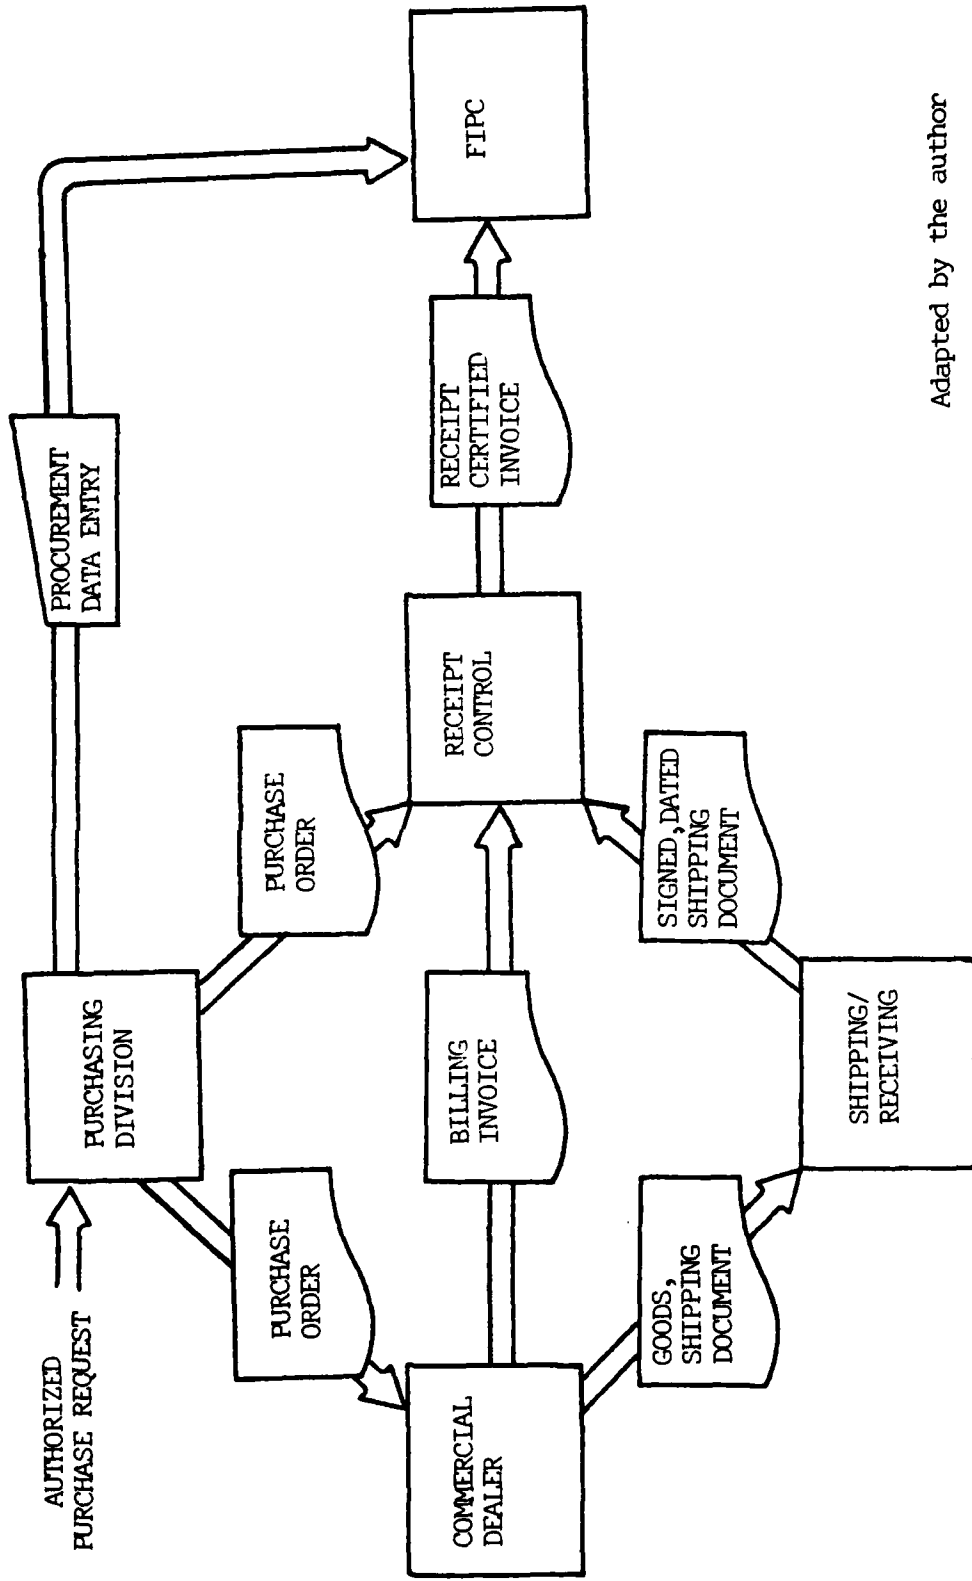 AUTHORIZED
PURCHASE REQUEST
PURCHASING
DIVISION
PROCUREMENT
DATA ENTRY
PURCHASE
ORDER
PURCHASE
ORDER
COMMERCIAL
DEALER
BILLING
INVOICE
RECEIPT
CONTROL
RECEIPT
CERTIFIED
INVOICE
FIPC
GOODS,
SHIPPING
DOCUMENT
SIGNED,DATED
SHIPPING
DOCUMENT
SHIPPING/
RECEIVING
Adapted by the author